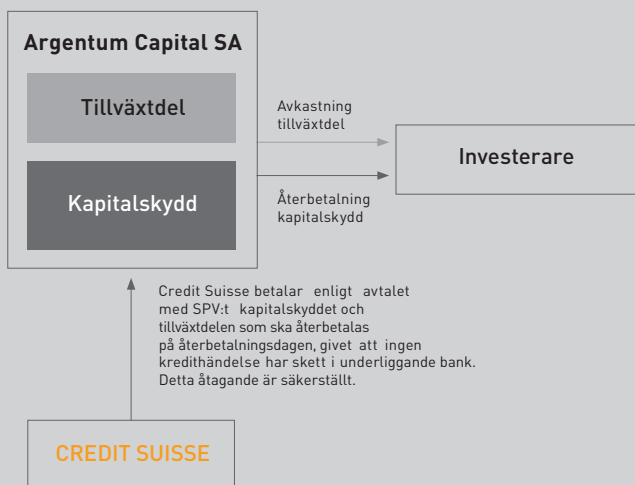 Argentum Capital SA
Tillväxtdel
Kapitalskydd
Avkastning
tillväxtdel
Återbetalning
kapitalskydd
Investerare
Credit Suisse betalar enligt avtalet
med SPV:t kapitalskyddet och
tillväxtdelen som ska återbetalas
på återbetalningsdagen, givet att ingen
kredithändelse har skett i underliggande bank.
Detta åtagande är säkerställt.
CREDIT SUISSE